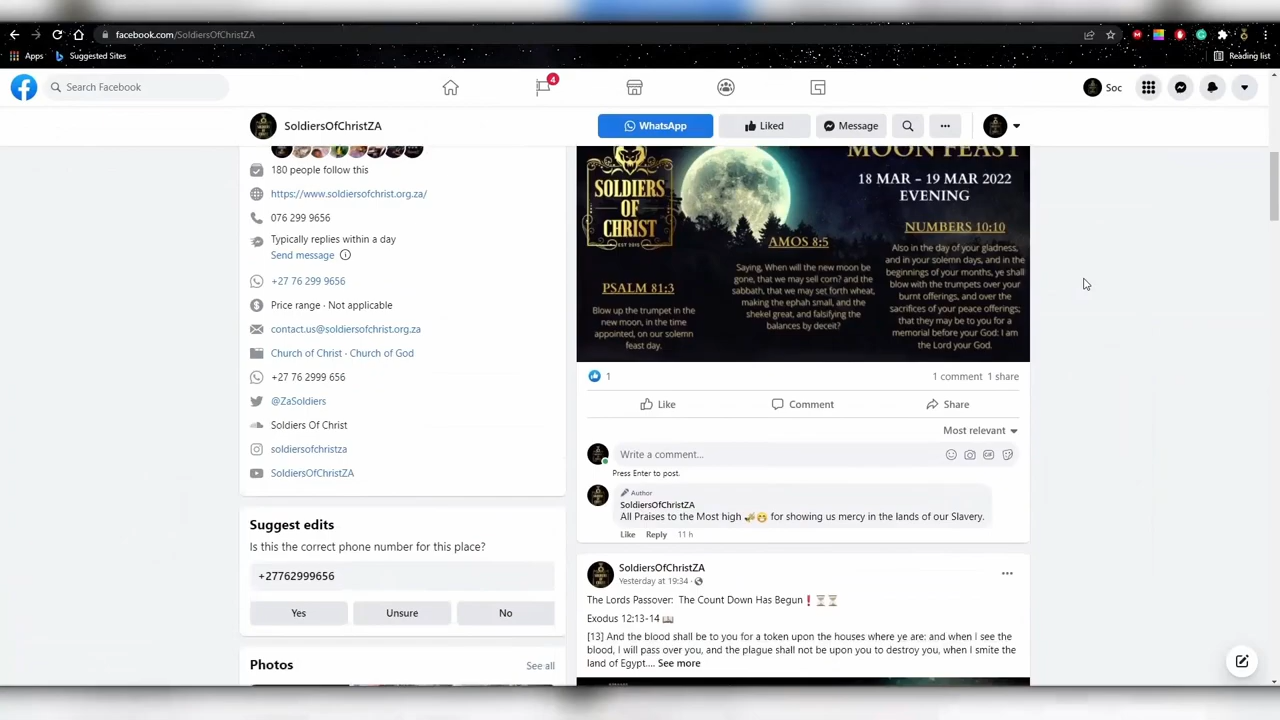 facebook.com/SoldiersOfChristZA
Reading list
Apps
Suggested Sites
Search Facebook
4
Soc
SoldiersOfChristZA
WhatsApp
Liked
Message
180 people follow this
https://www.soldiersofchrist.org.za/
076 299 9656
Typically replies within a day
Send message
+27 76 299 9656
Price range · Not applicable
contact.us@soldiersofchrist.org.za
Church of Christ · Church of God
+27 76 2999 656
@ZaSoldiers
Soldiers Of Christ
soldiersofchristza
SoldiersOfChristZA
Suggest edits
Is this the correct phone number for this place?
+27762999656
Yes
Unsure
No
Photos
See all
SOLDIERS
OF
CHRIST
EST 2015
MOON FEAST
18 MAR – 19 MAR 2022
EVENING
PSALM 81:3
Blow up the trumpet in the
new moon, in the time
appointed, on our solemn
feast day.
AMOS 8:5
Saying, When will the new moon be
gone, that we may sell corn? and the
sabbath, that we may set forth wheat,
making the ephah small, and the
shekel great, and falsifying the
balances by deceit?
NUMBERS 10:10
Also in the day of your gladness,
and in your solemn days, and in the
beginnings of your months, ye shall
blow with the trumpets over your
burnt offerings, and over the
sacrifices of your peace offerings;
that they may be to you for a
memorial before your God: I am
the Lord your God.
1
1 comment 1 share
Like
Comment
Share
Most relevant
Write a comment...
Press Enter to post.
Author
SoldiersOfChristZA
All Praises to the Most high 🎺😁 for showing us mercy in the lands of our Slavery.
Like Reply 11 h
SoldiersOfChristZA
Yesterday at 19:34 ·
The Lords Passover: The Count Down Has Begun❗⏳⏳
Exodus 12:13-14 📖
[13] And the blood shall be to you for a token upon the houses where ye are: and when I see the
blood, I will pass over you, and the plague shall not be upon you to destroy you, when I smite the
land of Egypt.... See more